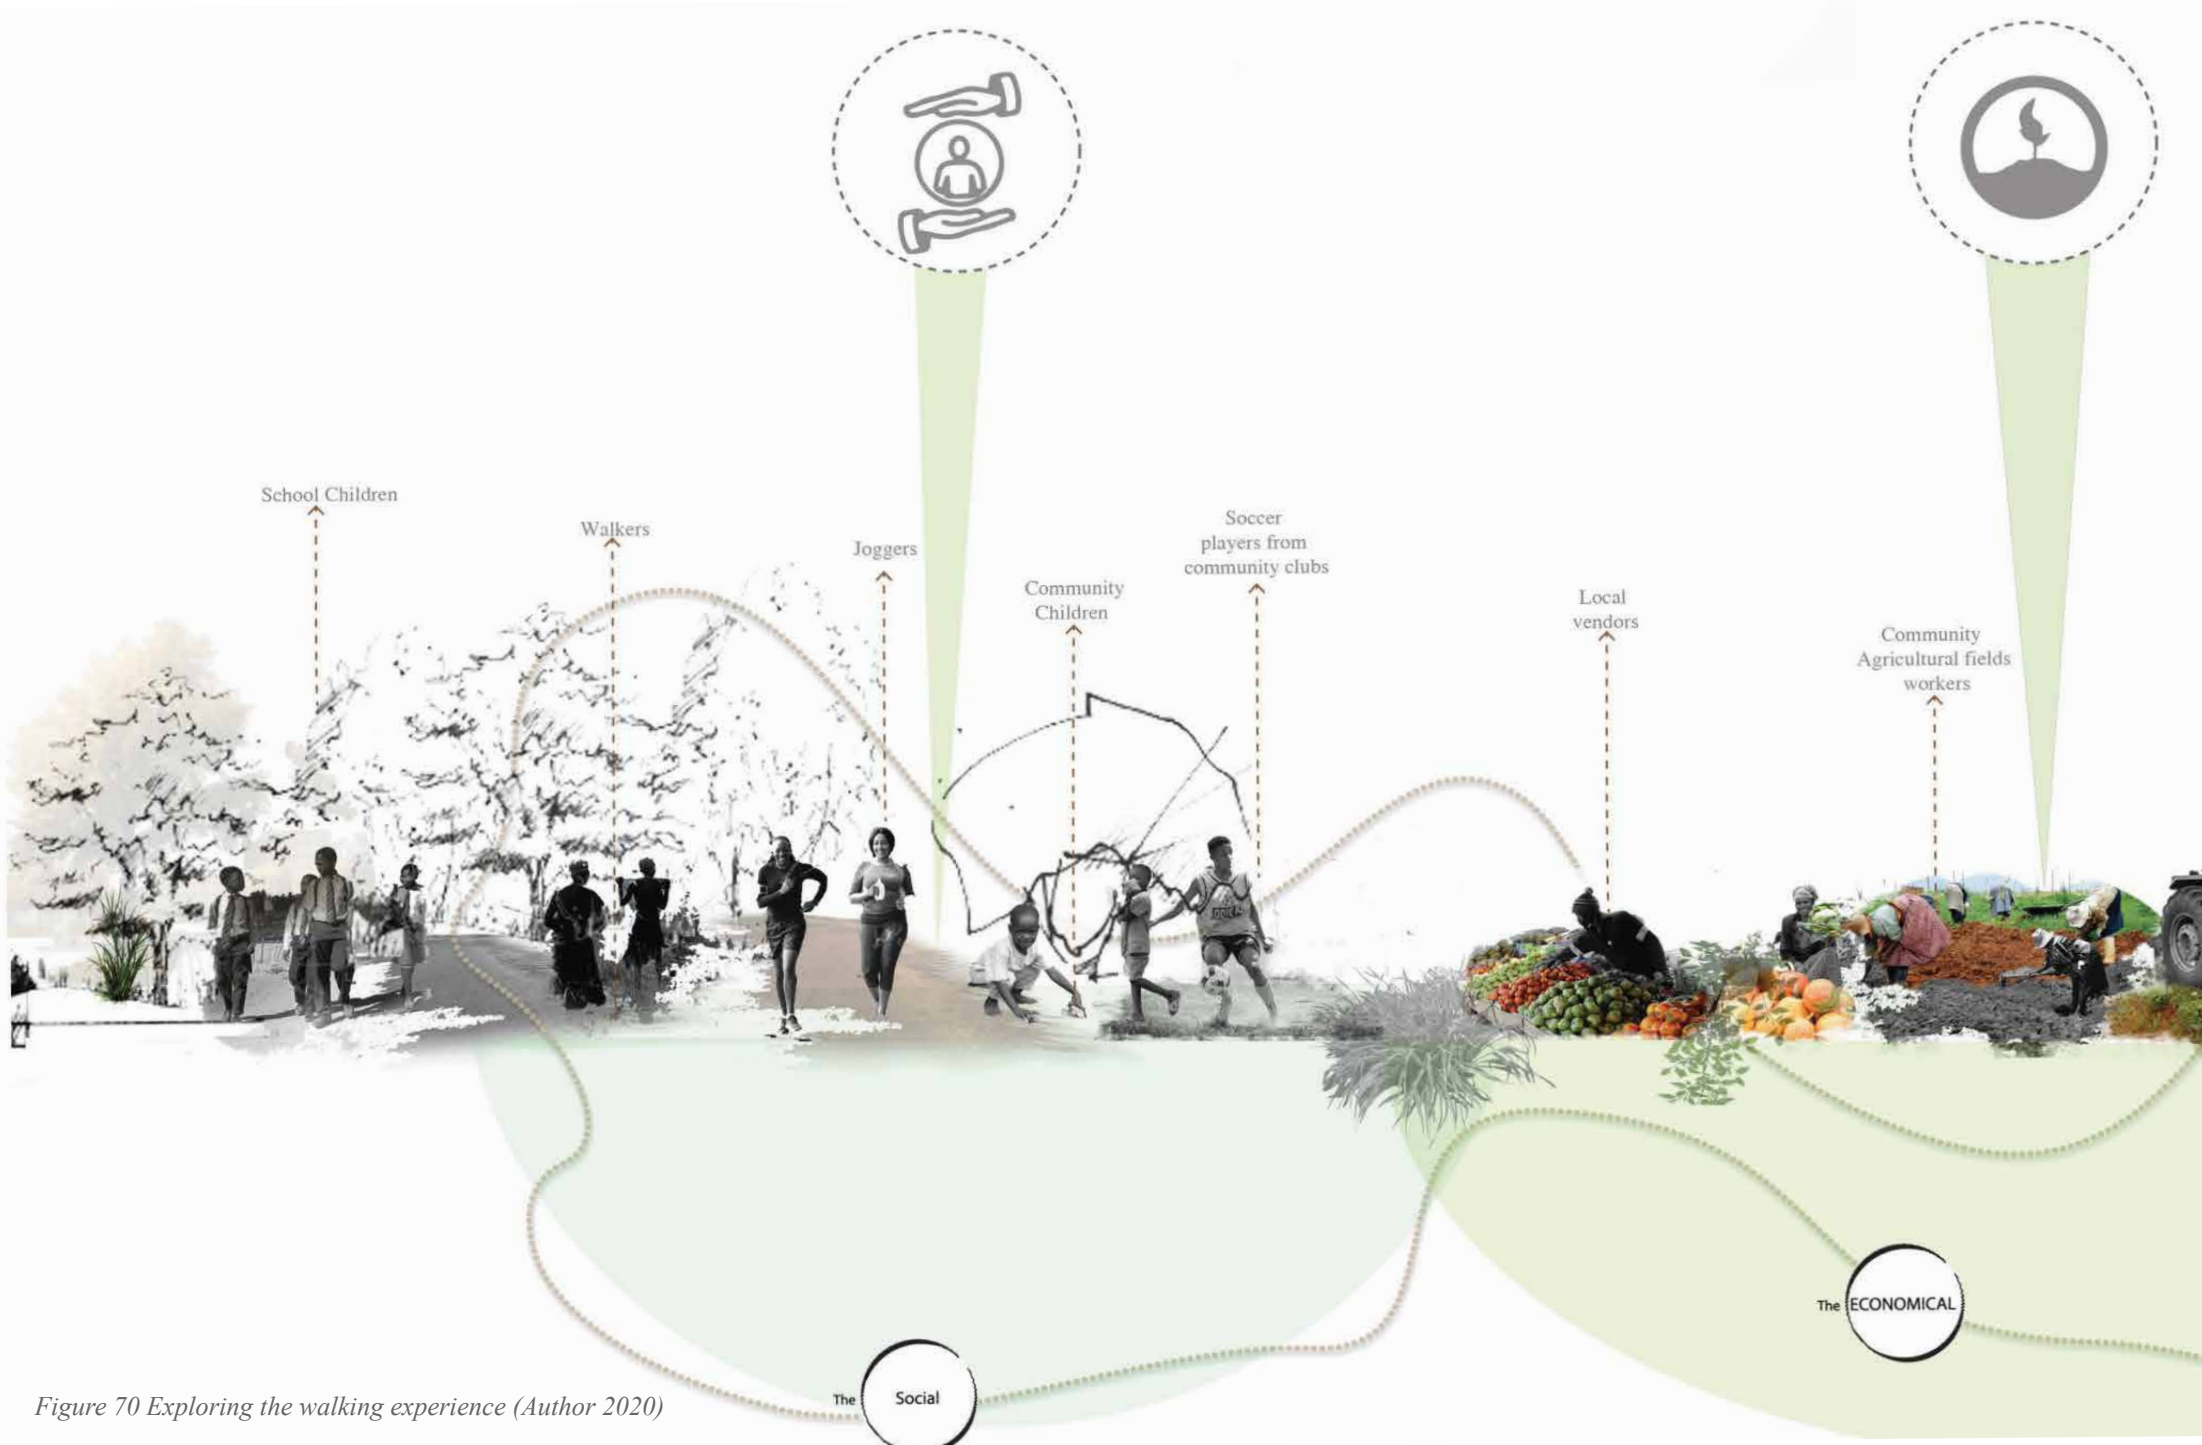 School Children
Walkers
Joggers
Community
Children
Soccer
players from
community clubs
Local
vendors
Community
Agricultural fields
workers
The ECONOMICAL
The Social
Figure 70 Exploring the walking experience (Author 2020)